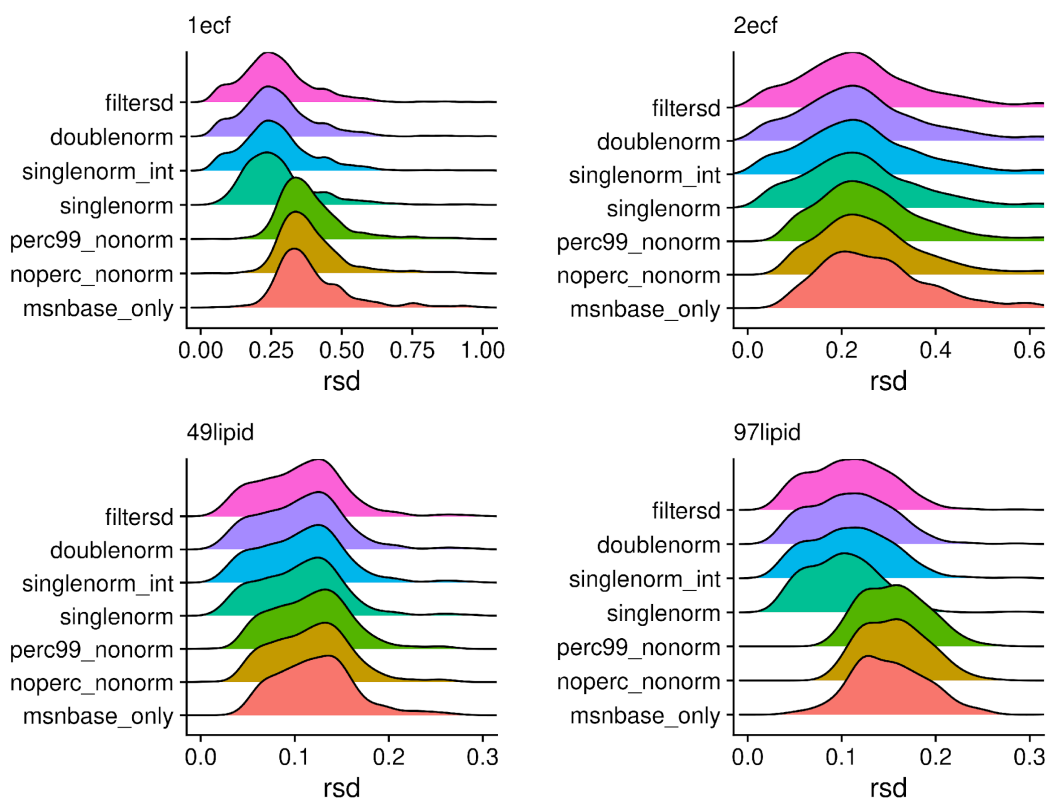 1ecf
filtersd
doublenorm
singlenorm_int
singlenorm
perc99_nonorm
noperc_nonorm
msnbase_only
0.00 0.25 0.50 0.75 1.00
rsd
2ecf
filtersd
doublenorm
singlenorm_int
singlenorm
perc99_nonorm
noperc_nonorm
msnbase_only
0.0 0.2 0.4 0.6
rsd
49lipid
filtersd
doublenorm
singlenorm_int
singlenorm
perc99_nonorm
noperc_nonorm
msnbase_only
0.0 0.1 0.2 0.3
rsd
97lipid
filtersd
doublenorm
singlenorm_int
singlenorm
perc99_nonorm
noperc_nonorm
msnbase_only
0.0 0.1 0.2 0.3
rsd